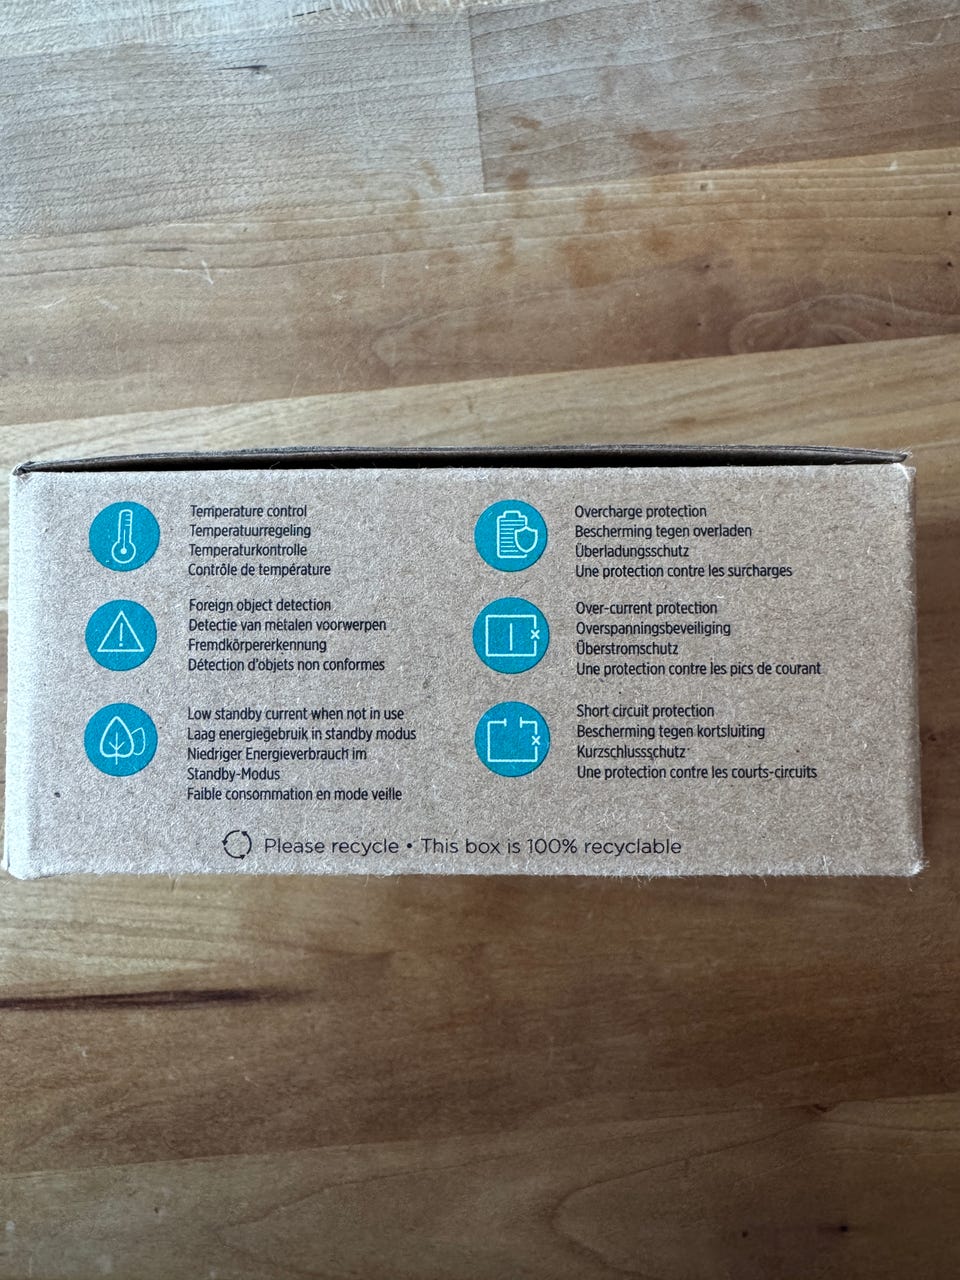 Temperature control
Temperatuurregeling
Temperaturkontrolle
Contrôle de température
Foreign object detection
Detectie van metalen voorwerpen
Fremdkörpererkennung
Détection d'objets non conformes
Low standby current when not in use
Laag energiegebruik in standby modus
Niedriger Energieverbrauch im
Standby-Modus
Faible consommation en mode veille
Overcharge protection
Bescherming tegen overladen
Überladungsschutz
Une protection contre les surcharges
Over-current protection
Overspanningsbeveiliging
Überstromschutz
Une protection contre les pics de courant
Short circuit protection
Bescherming tegen kortsluiting
Kurzschlussschutz
Une protection contre les courts-circuits
Please recycle • This box is 100% recyclable